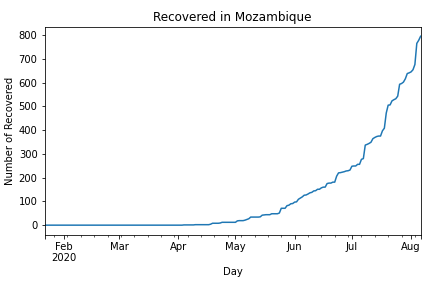 Recovered in Mozambique
Number of Recovered
800
700
600
500
400
300
200
100
0
Feb
2020
Mar
Apr
May
Jun
Jul
Aug
Day